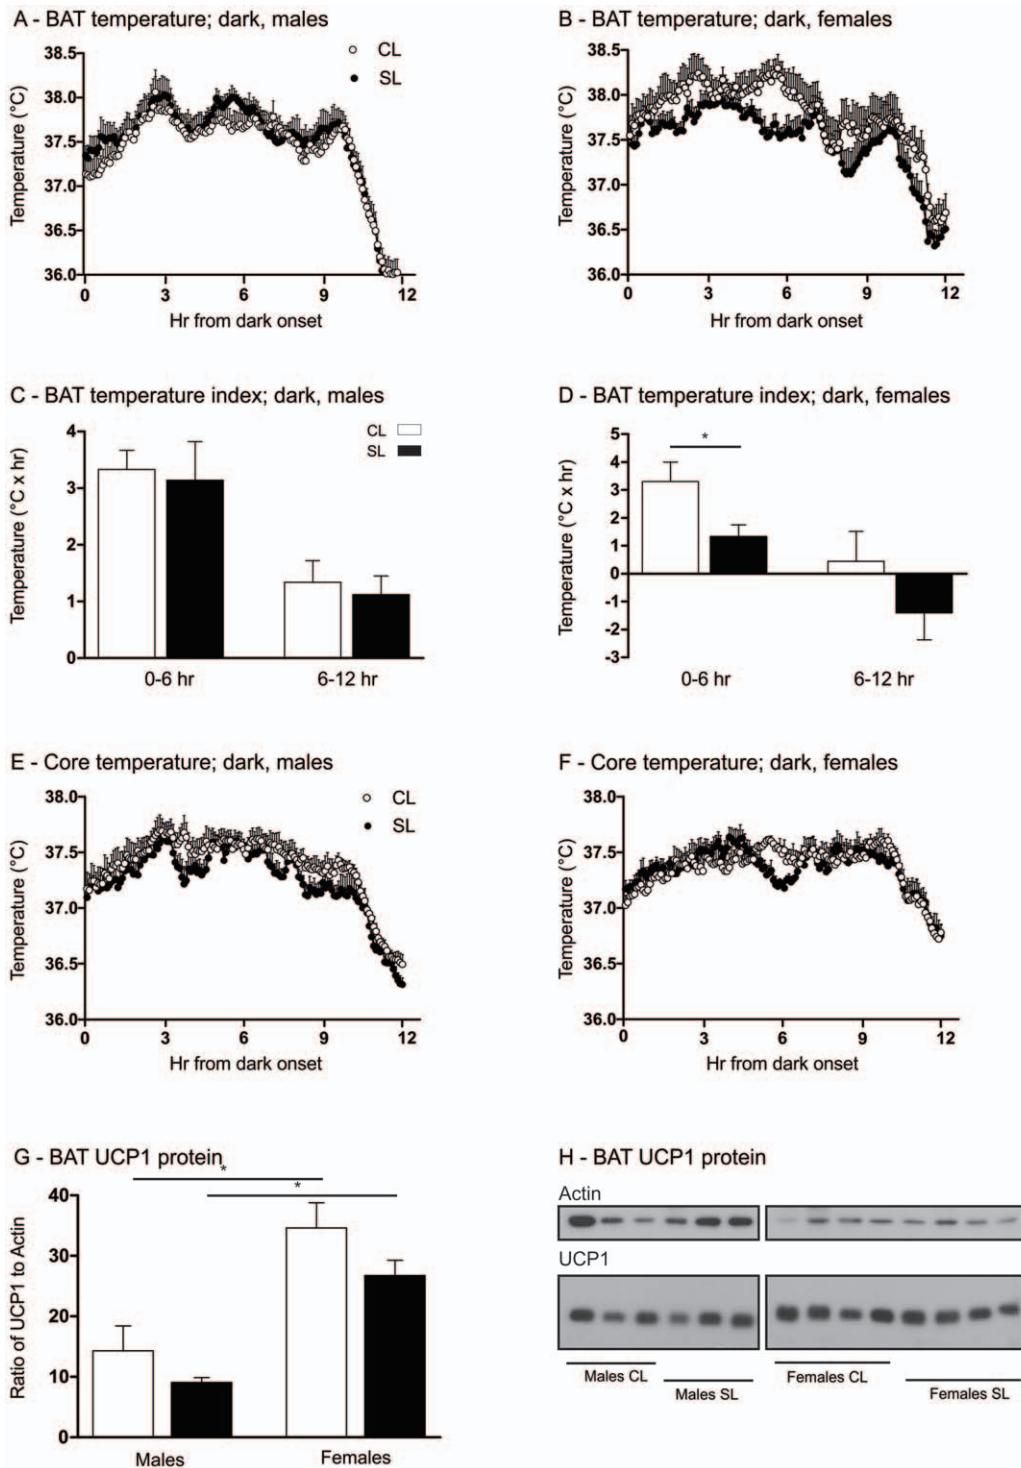 A - BAT temperature; dark, males
38.5
38.0
37.5
37.0
36.5
36.0
Temperature (°C)
CL
SL
0 3 6 9 12
Hr from dark onset
B - BAT temperature; dark, females
38.5
38.0
37.5
37.0
36.5
36.0
Temperature (°C)
0 3 6 9 12
Hr from dark onset
C - BAT temperature index; dark, males
4
3
2
1
0
Temperature (°C x hr)
CL
SL
0-6 hr 6-12 hr
D - BAT temperature index; dark, females
5
4
3
2
1
0
-1
-2
-3
Temperature (°C x hr)
*
0-6 hr 6-12 hr
E - Core temperature; dark, males
38.0
37.5
37.0
36.5
36.0
Temperature (°C)
CL
SL
0 3 6 9 12
Hr from dark onset
F - Core temperature; dark, females
38.0
37.5
37.0
36.5
36.0
Temperature (°C)
0 3 6 9 12
Hr from dark onset
G - BAT UCP1 protein
*
*
40
30
20
10
0
Ratio of UCP1 to Actin
Males Females
H - BAT UCP1 protein
Actin
UCP1
Males CL
Males SL
Females CL
Females SL